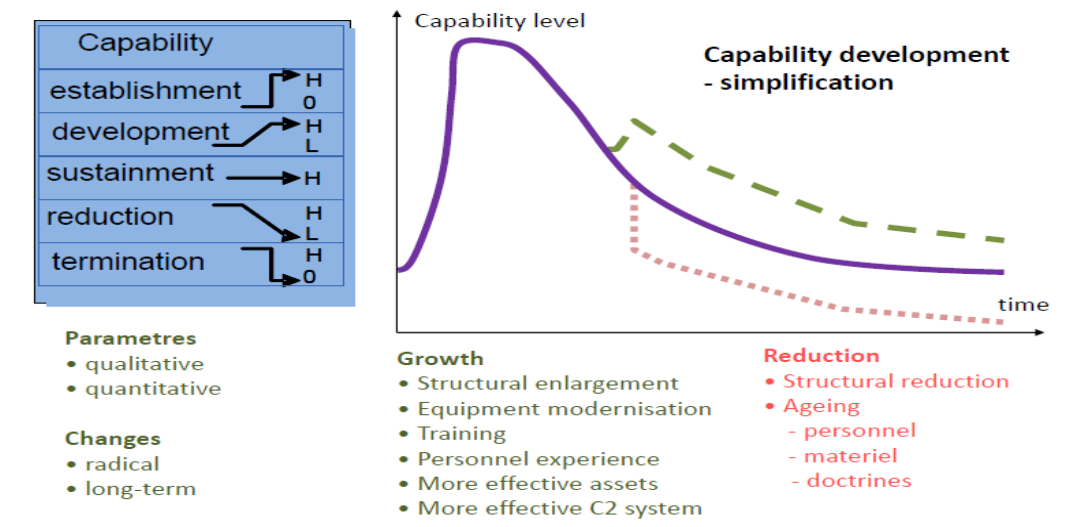 Capability
establishment H
0
development H
L
sustainment H
reduction H
L
termination H
0
Parametres
• qualitative
• quantitative
Changes
• radical
• long-term
Capability level
Capability development
- simplification
time
Growth
• Structural enlargement
• Equipment modernisation
• Training
• Personnel experience
• More effective assets
• More effective C2 system
Reduction
• Structural reduction
• Ageing
- personnel
- materiel
- doctrines